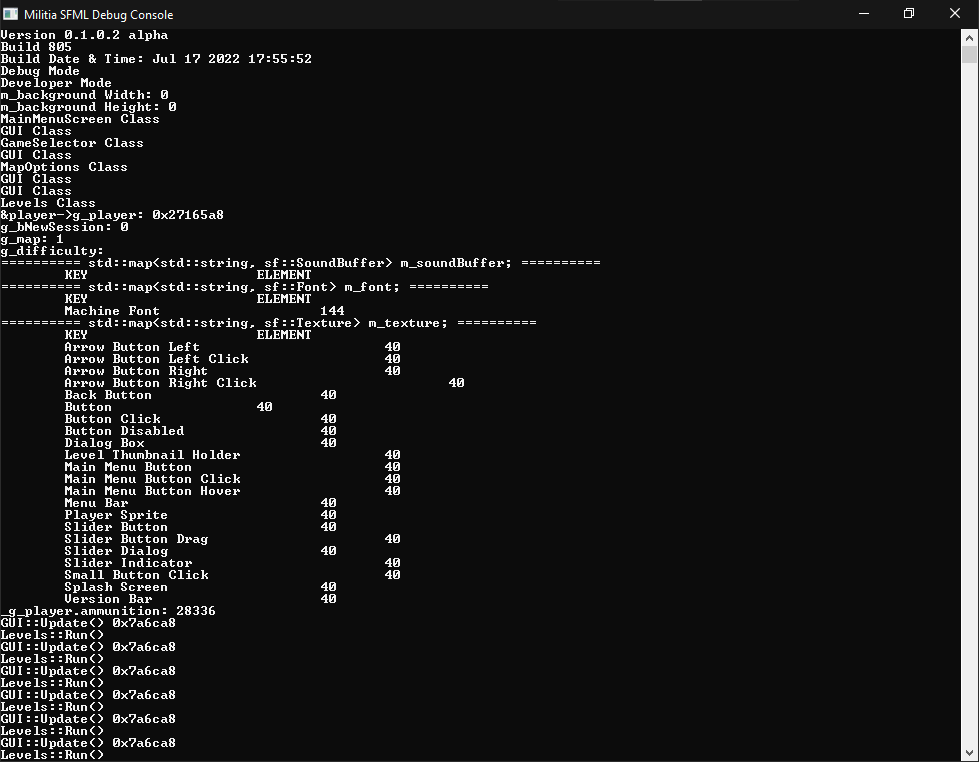 Militia SFML Debug Console
Version 0.1.0.2 alpha
Build 805
Build Date & Time: Jul 17 2022 17:55:52
Debug Mode
Developer Mode
m_background Width: 0
m_background Height: 0
MainMenuScreen Class
GUI Class
GameSelector Class
GUI Class
MapOptions Class
GUI Class
GUI Class
Levels Class
&player->g_player: 0x27165a8
g_bNewSession: 0
g_map: 1
g_difficulty:
========== std::map<std::string, sf::SoundBuffer> m_soundBuffer; ==========
KEY ELEMENT
========== std::map<std::string, sf::Font> m_font; ==========
KEY ELEMENT
Machine Font 144
========== std::map<std::string, sf::Texture> m_texture; ==========
KEY ELEMENT
Arrow Button Left 40
Arrow Button Left Click 40
Arrow Button Right 40
Arrow Button Right Click 40
Back Button 40
Button 40
Button Click 40
Button Disabled 40
Dialog Box 40
Level Thumbnail Holder 40
Main Menu Button 40
Main Menu Button Click 40
Main Menu Button Hover 40
Menu Bar 40
Player Sprite 40
Slider Button 40
Slider Button Drag 40
Slider Dialog 40
Slider Indicator 40
Small Button Click 40
Splash Screen 40
Version Bar 40
_g_player.ammunition: 28336
GUI::Update() 0x7a6ca8
Levels::Run()
GUI::Update() 0x7a6ca8
Levels::Run()
GUI::Update() 0x7a6ca8
Levels::Run()
GUI::Update() 0x7a6ca8
Levels::Run()
GUI::Update() 0x7a6ca8
Levels::Run()
GUI::Update() 0x7a6ca8
Levels::Run()